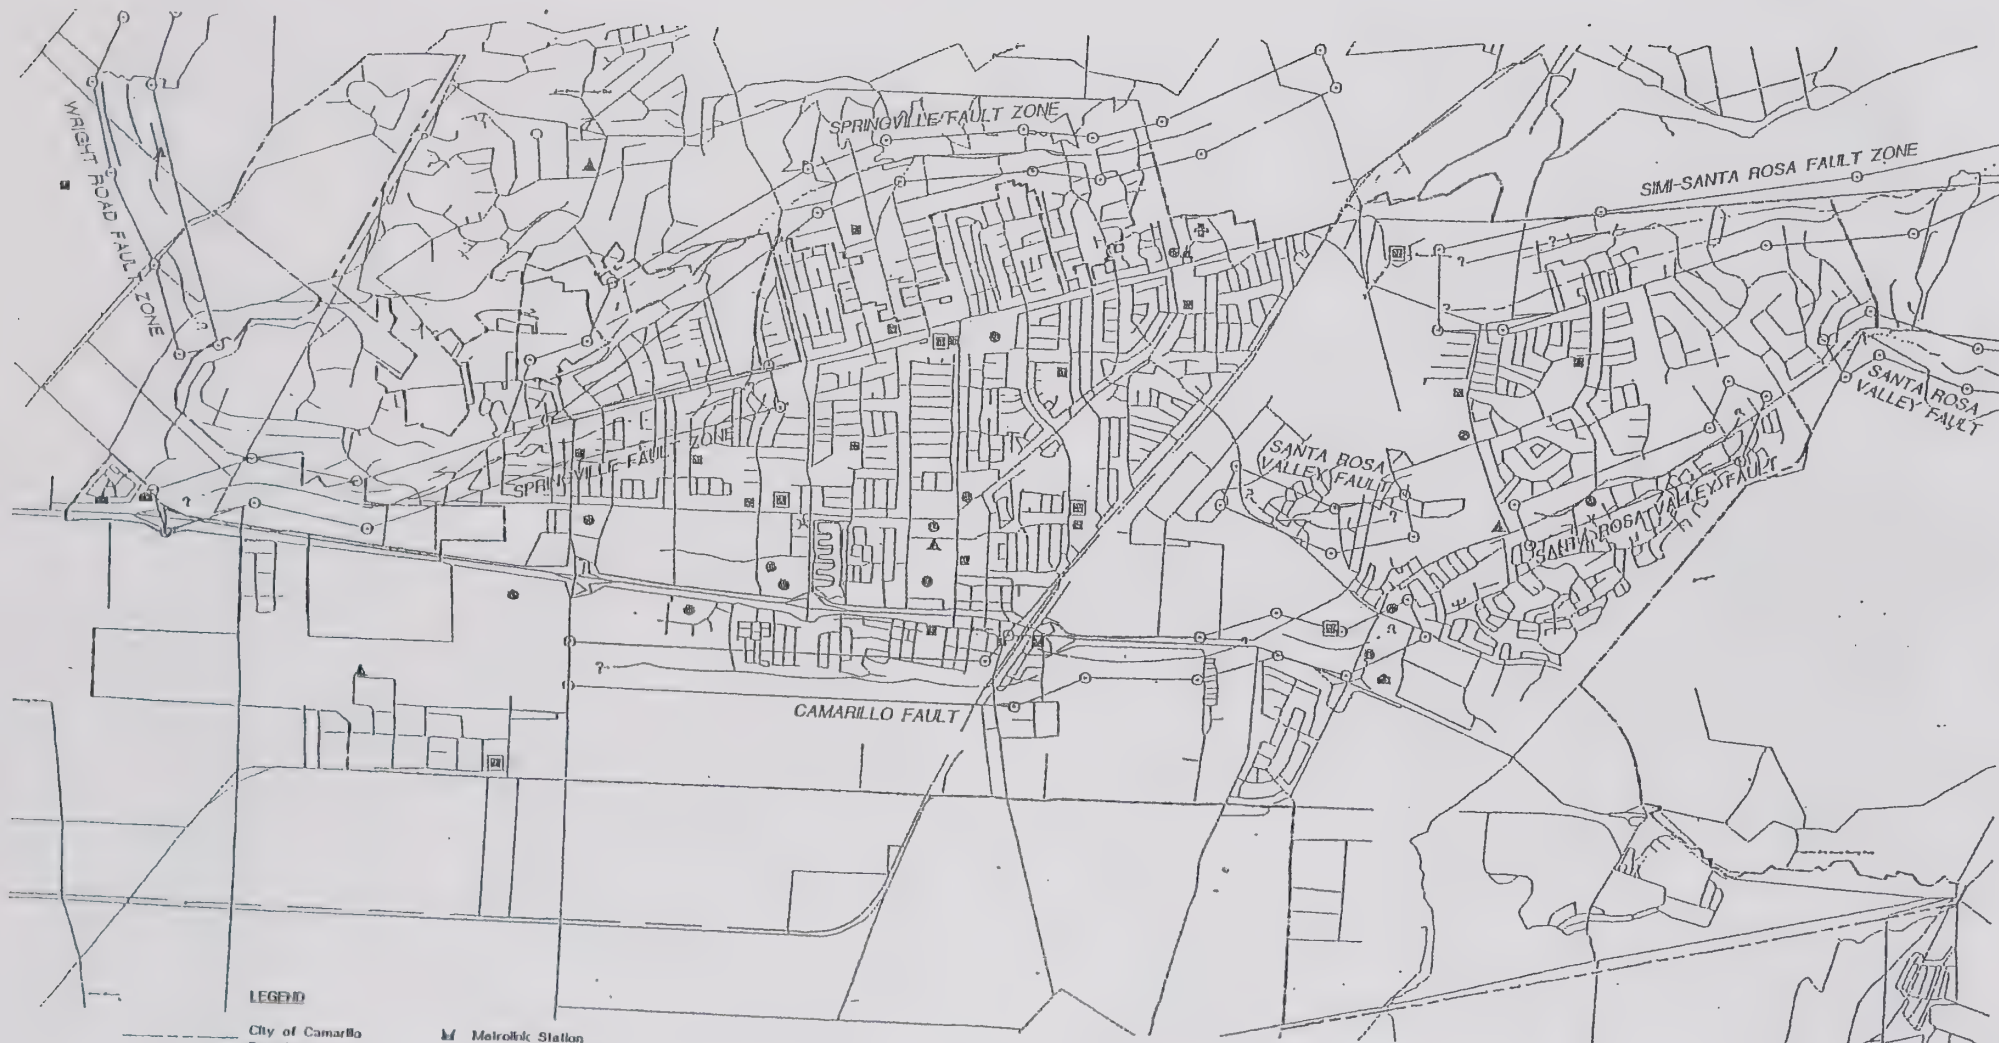 SPRINGVILLE FAULT ZONE
SIMI-SANTA ROSA FAULT ZONE
WRIGHT ROAD FAULT ZONE
SANTA ROSA
VALLEY FAULT
SANTA ROSA
VALLEY FAULT
SPRINGVILLE FAULT ZONE
SANTA ROSA VALLEY FAULT
CAMARILLO FAULT
?
?
?
?
?
?
?
?
?
?
LEGEND
City of Camarillo
Metrolink Station